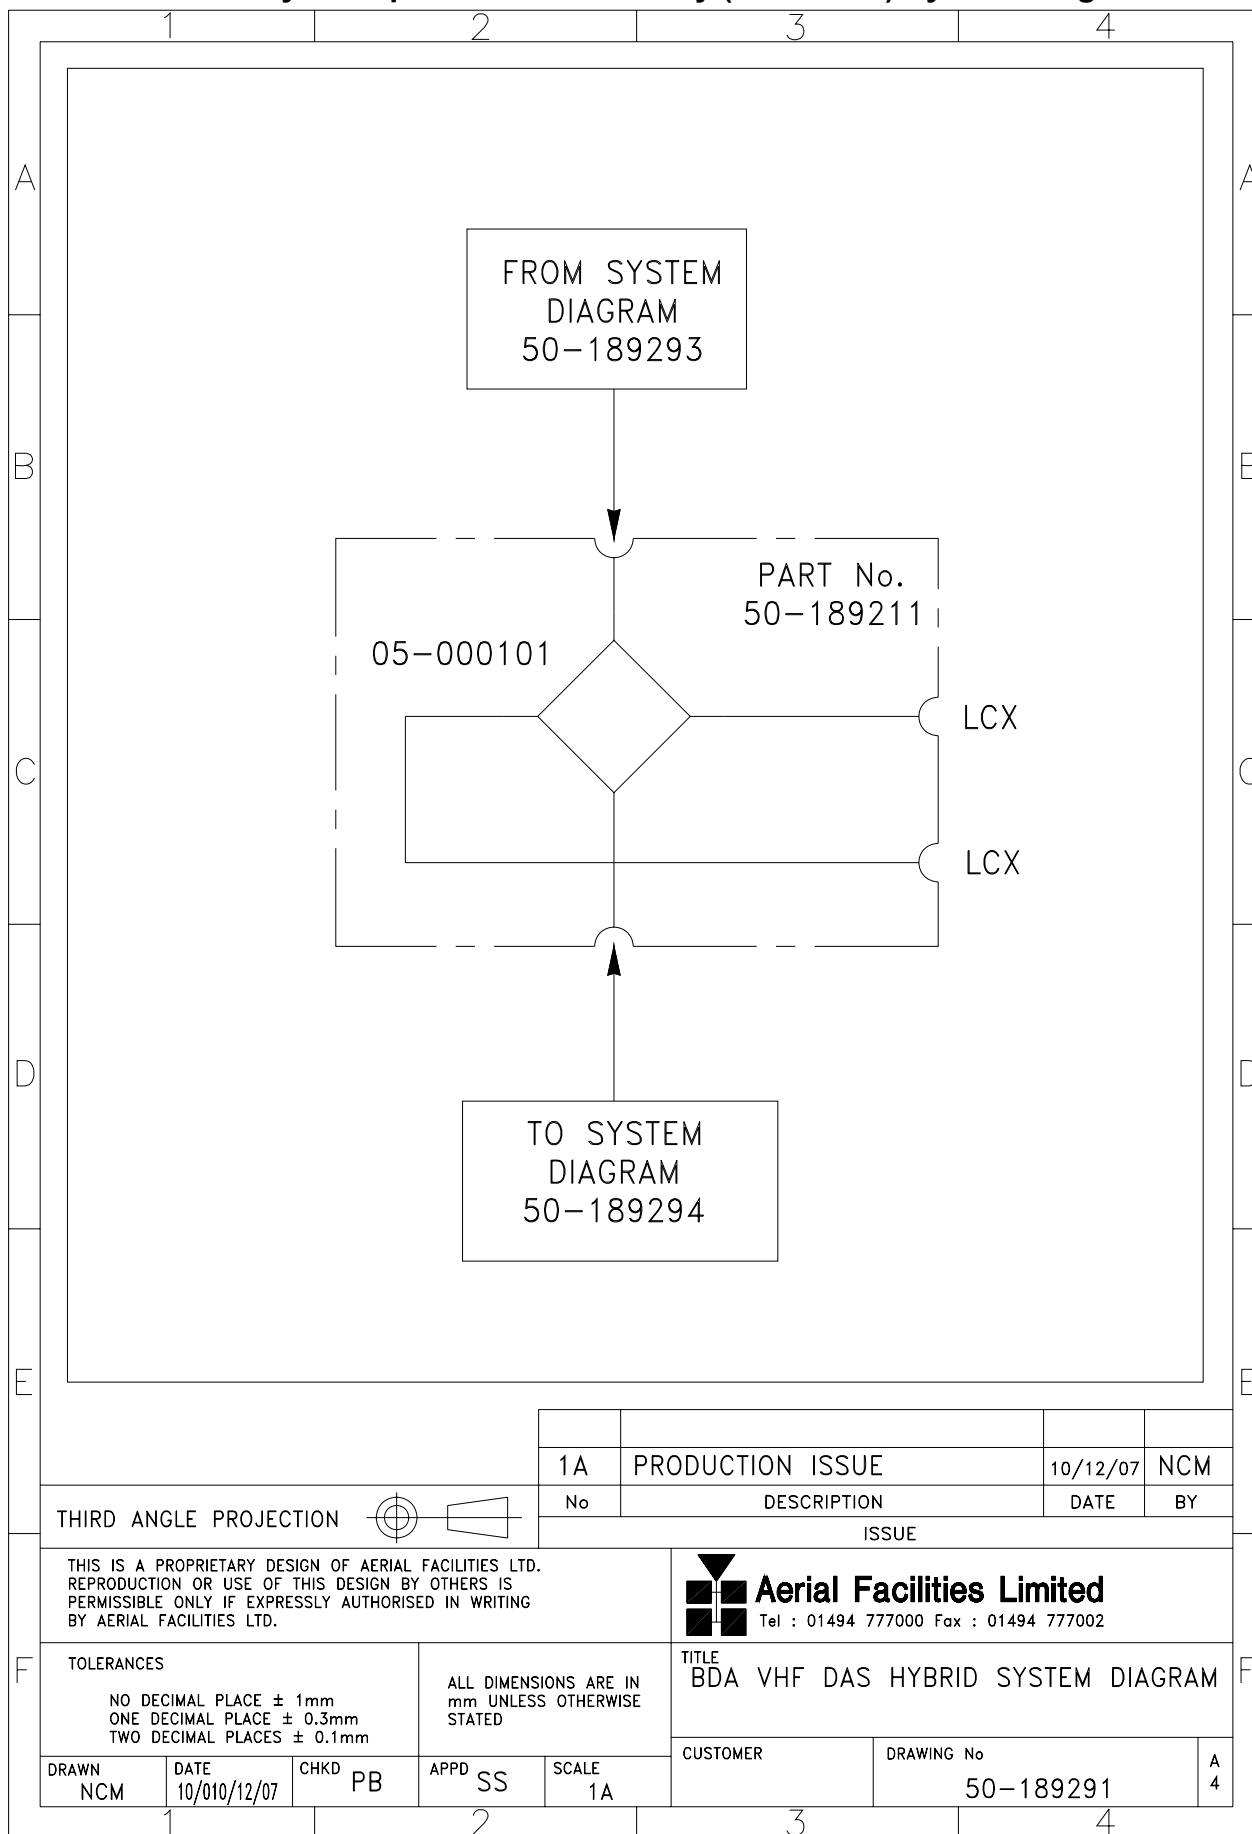 1 2 3 4
A A
FROM SYSTEM
DIAGRAM
50-189293
B
PART No.
50-189211
05-000101
LCX
C
LCX
D
TO SYSTEM
DIAGRAM
50-189294
E
1A PRODUCTION ISSUE 10/12/07 NCM
No DESCRIPTION DATE BY
ISSUE
THIRD ANGLE PROJECTION
THIS IS A PROPRIETARY DESIGN OF AERIAL FACILITIES LTD.
REPRODUCTION OR USE OF THIS DESIGN BY OTHERS IS
PERMISSIBLE ONLY IF EXPRESSLY AUTHORISED IN WRITING
BY AERIAL FACILITIES LTD.
Aerial Facilities Limited
Tel : 01494 777000 Fax : 01494 777002
F F
TOLERANCES
NO DECIMAL PLACE ± 1mm
ONE DECIMAL PLACE ± 0.3mm
TWO DECIMAL PLACES ± 0.1mm
ALL DIMENSIONS ARE IN
mm UNLESS OTHERWISE
STATED
TITLE
BDA VHF DAS HYBRID SYSTEM DIAGRAM
CUSTOMER
DRAWING No
50-189291
A
4
DRAWN
NCM
DATE
10/010/12/07
CHKD PB
APPD SS
SCALE
1A
1 2 3 4